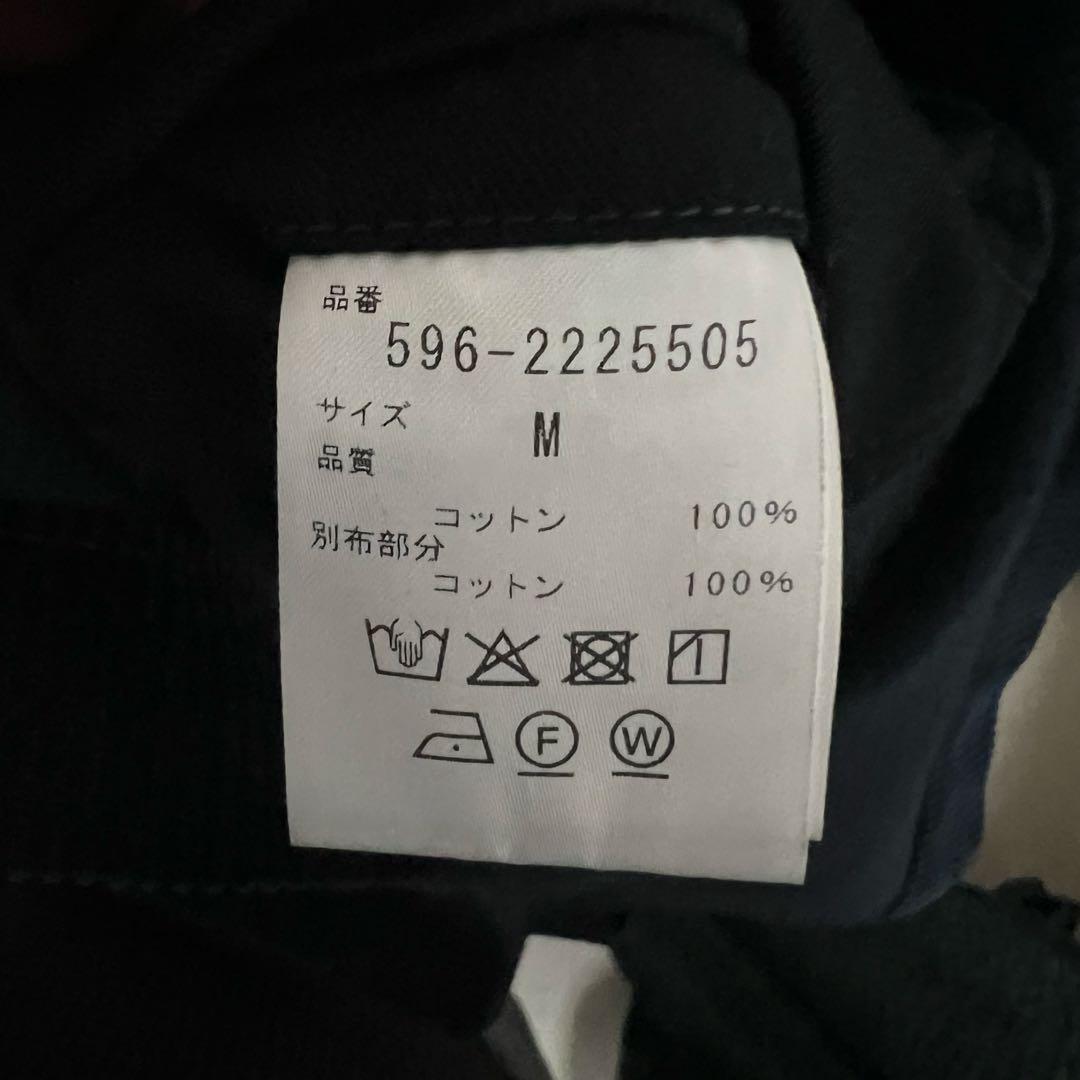 品番
596-2225505
サイズ
M
品質
コットン 100%
別布部分
コットン 100%
F W